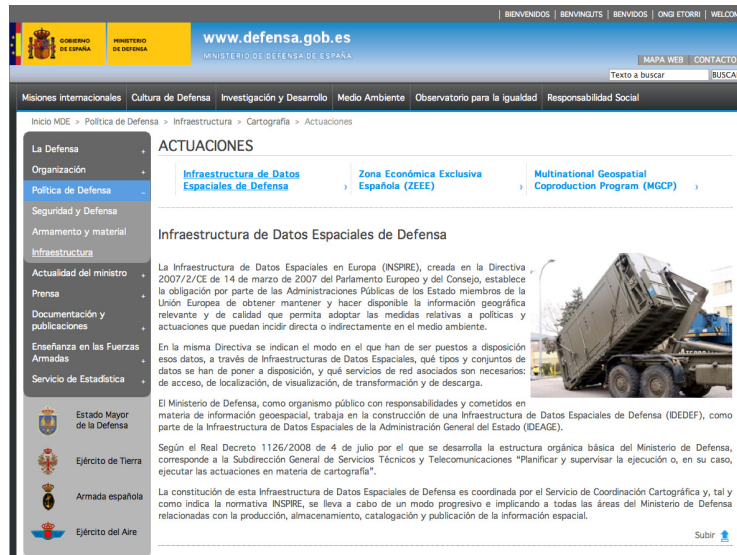 | BIENVENIDOS | BENVINGUTS | BENVIDOS | ONGI ETORRI | WELCOM
GOBIERNO DE ESPAÑA
MINISTERIO DE DEFENSA
www.defensa.gob.es
MINISTERIO DE DEFENSA DE ESPAÑA
MAPA WEB | CONTACTO
Texto a buscar BUSCAR
Misiones internacionales Cultura de Defensa Investigación y Desarrollo Medio Ambiente Observatorio para la igualdad Responsabilidad Social
Inicio MDE > Política de Defensa > Infraestructura > Cartografía > Actuaciones
La Defensa +
Organización +
Política de Defensa -
Seguridad y Defensa
Armamento y material
Infraestructura
Actualidad del ministro +
Prensa +
Documentación y
publicaciones +
Enseñanza en las Fuerzas
Armadas +
Servicio de Estadística +
Estado Mayor
de la Defensa
Ejército de Tierra
Armada española
Ejército del Aire
ACTUACIONES
Infraestructura de Datos
Espaciales de Defensa ›
Zona Económica Exclusiva
Española (ZEEE) ›
Multinational Geospatial
Coproduction Program (MGCP) ›
Infraestructura de Datos Espaciales de Defensa
La Infraestructura de Datos Espaciales en Europa (INSPIRE), creada en la Directiva
2007/2/CE de 14 de marzo de 2007 del Parlamento Europeo y del Consejo, establece
la obligación por parte de las Administraciones Públicas de los Estado miembros de la
Unión Europea de obtener mantener y hacer disponible la información geográfica
relevante y de calidad que permita adoptar las medidas relativas a políticas y
actuaciones que puedan incidir directa o indirectamente en el medio ambiente.
En la misma Directiva se indican el modo en el que han de ser puestos a disposición
esos datos, a través de Infraestructuras de Datos Espaciales, qué tipos y conjuntos de
datos se han de poner a disposición, y qué servicios de red asociados son necesarios:
de acceso, de localización, de visualización, de transformación y de descarga.
El Ministerio de Defensa, como organismo público con responsabilidades y cometidos en
materia de información geoespacial, trabaja en la construcción de una Infraestructura de Datos Espaciales de Defensa (IDEDEF), como
parte de la Infraestructura de Datos Espaciales de la Administración General del Estado (IDEAGE).
Según el Real Decreto 1126/2008 de 4 de julio por el que se desarrolla la estructura orgánica básica del Ministerio de Defensa,
corresponde a la Subdirección General de Servicios Técnicos y Telecomunicaciones “Planificar y supervisar la ejecución o, en su caso,
ejecutar las actuaciones en materia de cartografía”.
La constitución de esta Infraestructura de Datos Espaciales de Defensa es coordinada por el Servicio de Coordinación Cartográfica y, tal y
como indica la normativa INSPIRE, se lleva a cabo de un modo progresivo e implicando a todas las áreas del Ministerio de Defensa
relacionadas con la producción, almacenamiento, catalogación y publicación de la información espacial.
Subir